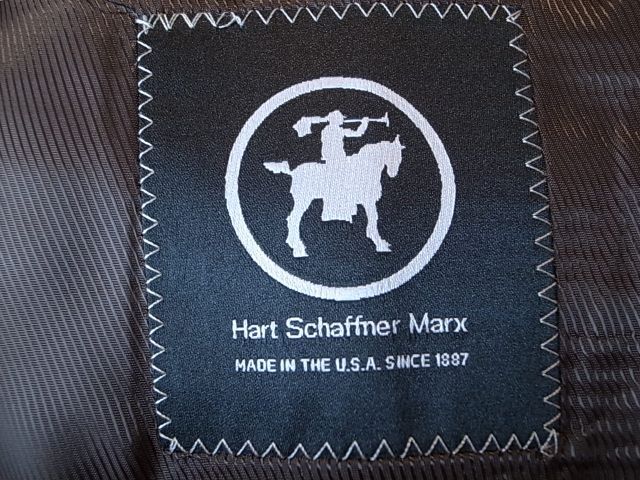 Hart Schaffner Marx
MADE IN THE U.S.A. SINCE 1887